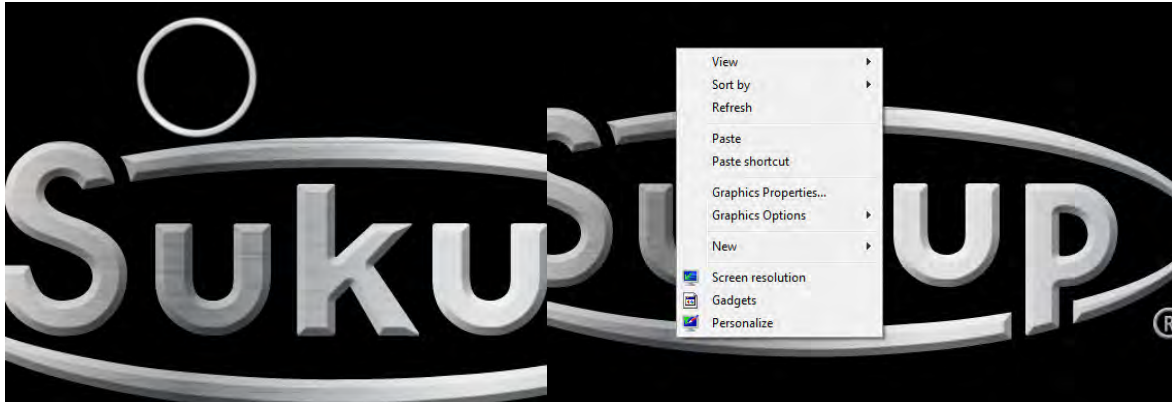 Suku
up
®
View
Sort by
Refresh
Paste
Paste shortcut
Graphics Properties...
Graphics Options
New
Screen resolution
Gadgets
Personalize